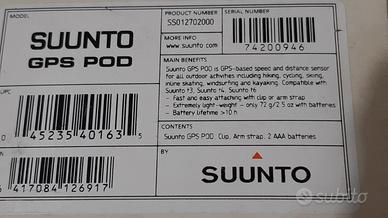 MODEL
SUUNTO
GPS POD
PRODUCT NUMBER
SS012702000
MORE INFO
www.suunto.com
SERIAL NUMBER
74200946
MAIN BENEFITS
Suunto GPS POD is GPS-based speed and distance sensor
for all outdoor activities including hiking, cycling, skiing,
inline skating, windsurfing and kayaking. Compatible with
Suunto t3, Suunto t4, Suunto t6
- Fast and easy attaching with clip or arm strap
- Extremely light-weight - only 72 g/2.5 oz with batteries
- Battery lifetime >10 h
UPC
0 45235 40163 5
CONTENTS
Suunto GPS POD, Clip, Arm strap, 2 AAA batteries
6 417084 126917
BY
SUUNTO
subito